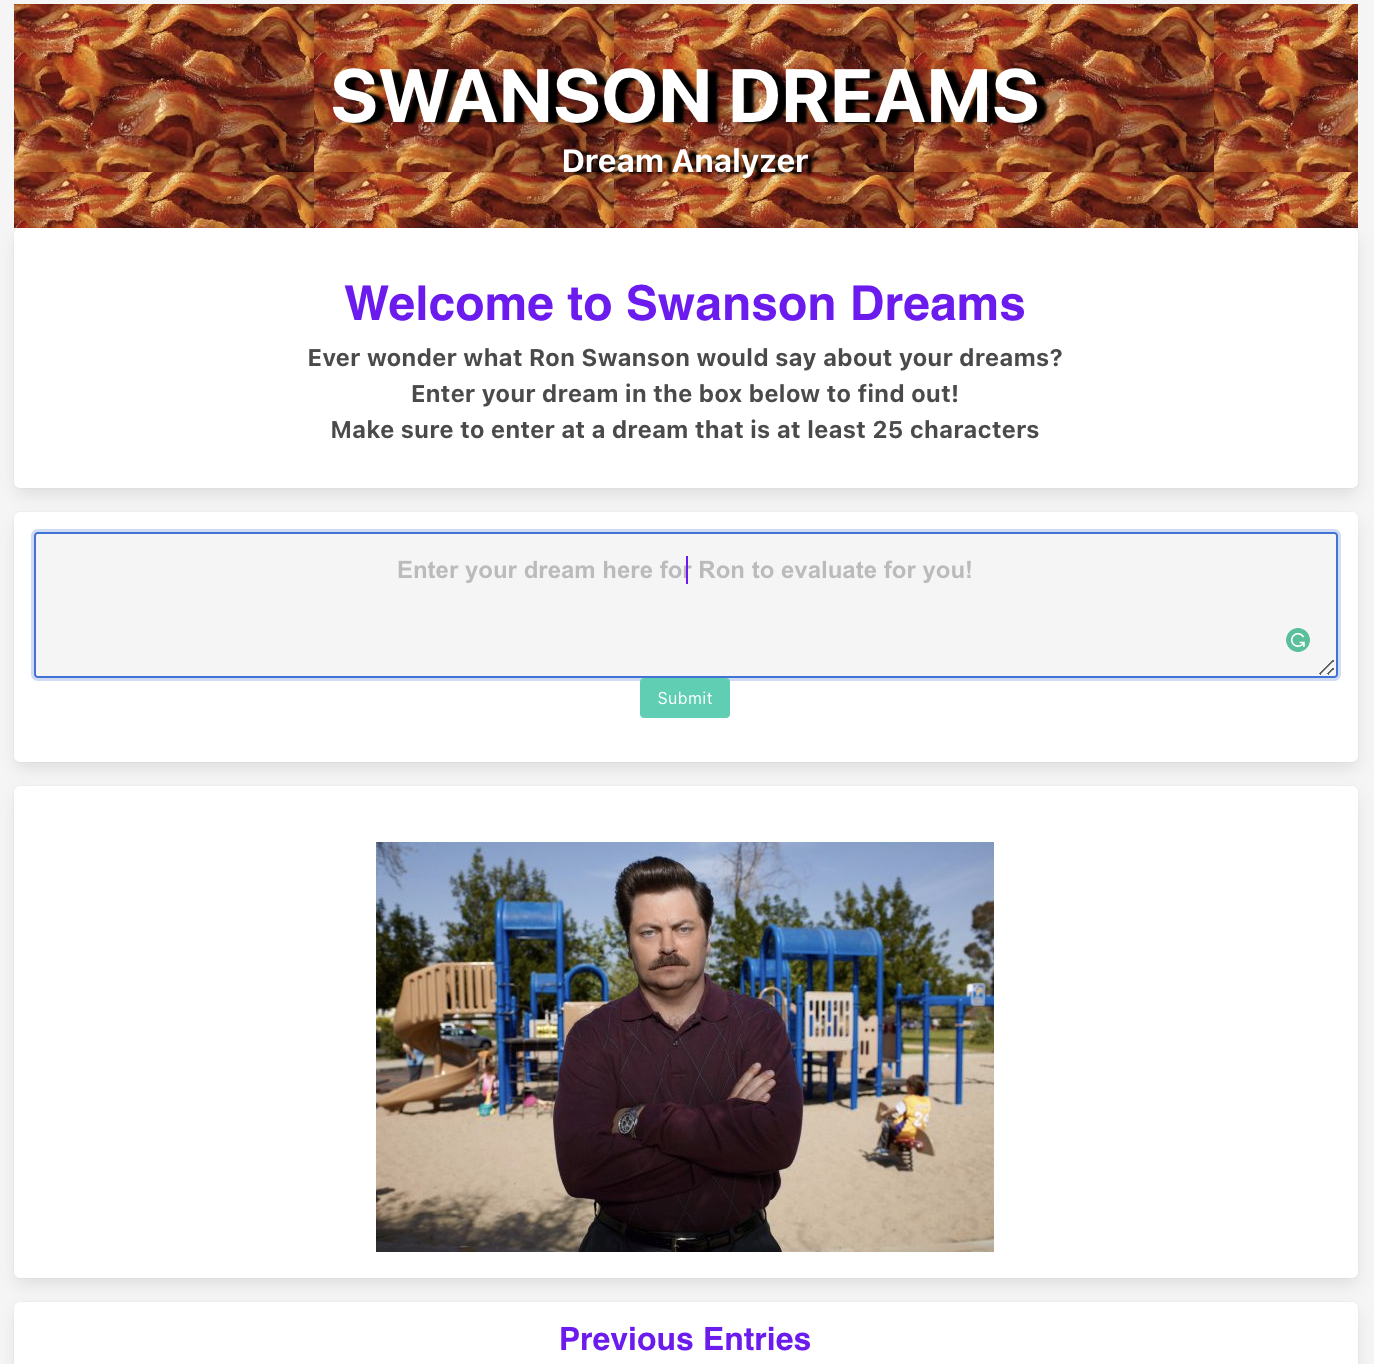 SWANSON DREAMS
Dream Analyzer
Welcome to Swanson Dreams
Ever wonder what Ron Swanson would say about your dreams?
Enter your dream in the box below to find out!
Make sure to enter at a dream that is at least 25 characters
Enter your dream here for Ron to evaluate for you!
Submit
Previous Entries